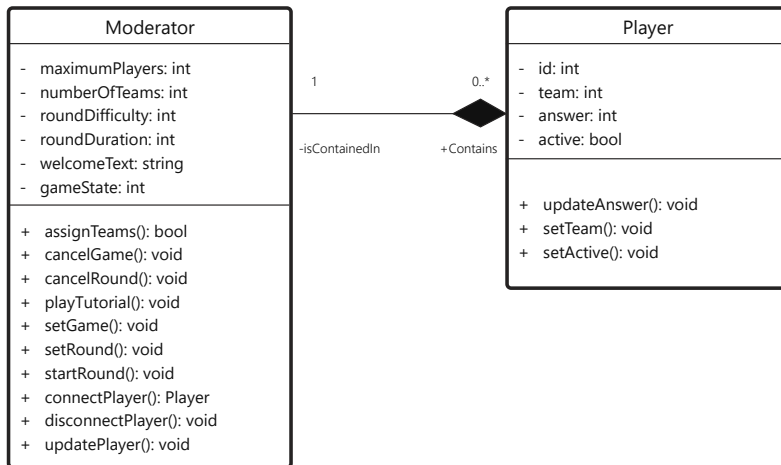 Moderator
- maximumPlayers: int
- numberOfTeams: int
- roundDifficulty: int
- roundDuration: int
- welcomeText: string
- gameState: int
+ assignTeams(): bool
+ cancelGame(): void
+ cancelRound(): void
+ playTutorial(): void
+ setGame(): void
+ setRound(): void
+ startRound(): void
+ connectPlayer(): Player
+ disconnectPlayer(): void
+ updatePlayer(): void
1
0..*
-isContainedIn
+Contains
Player
- id: int
- team: int
- answer: int
- active: bool
+ updateAnswer(): void
+ setTeam(): void
+ setActive(): void